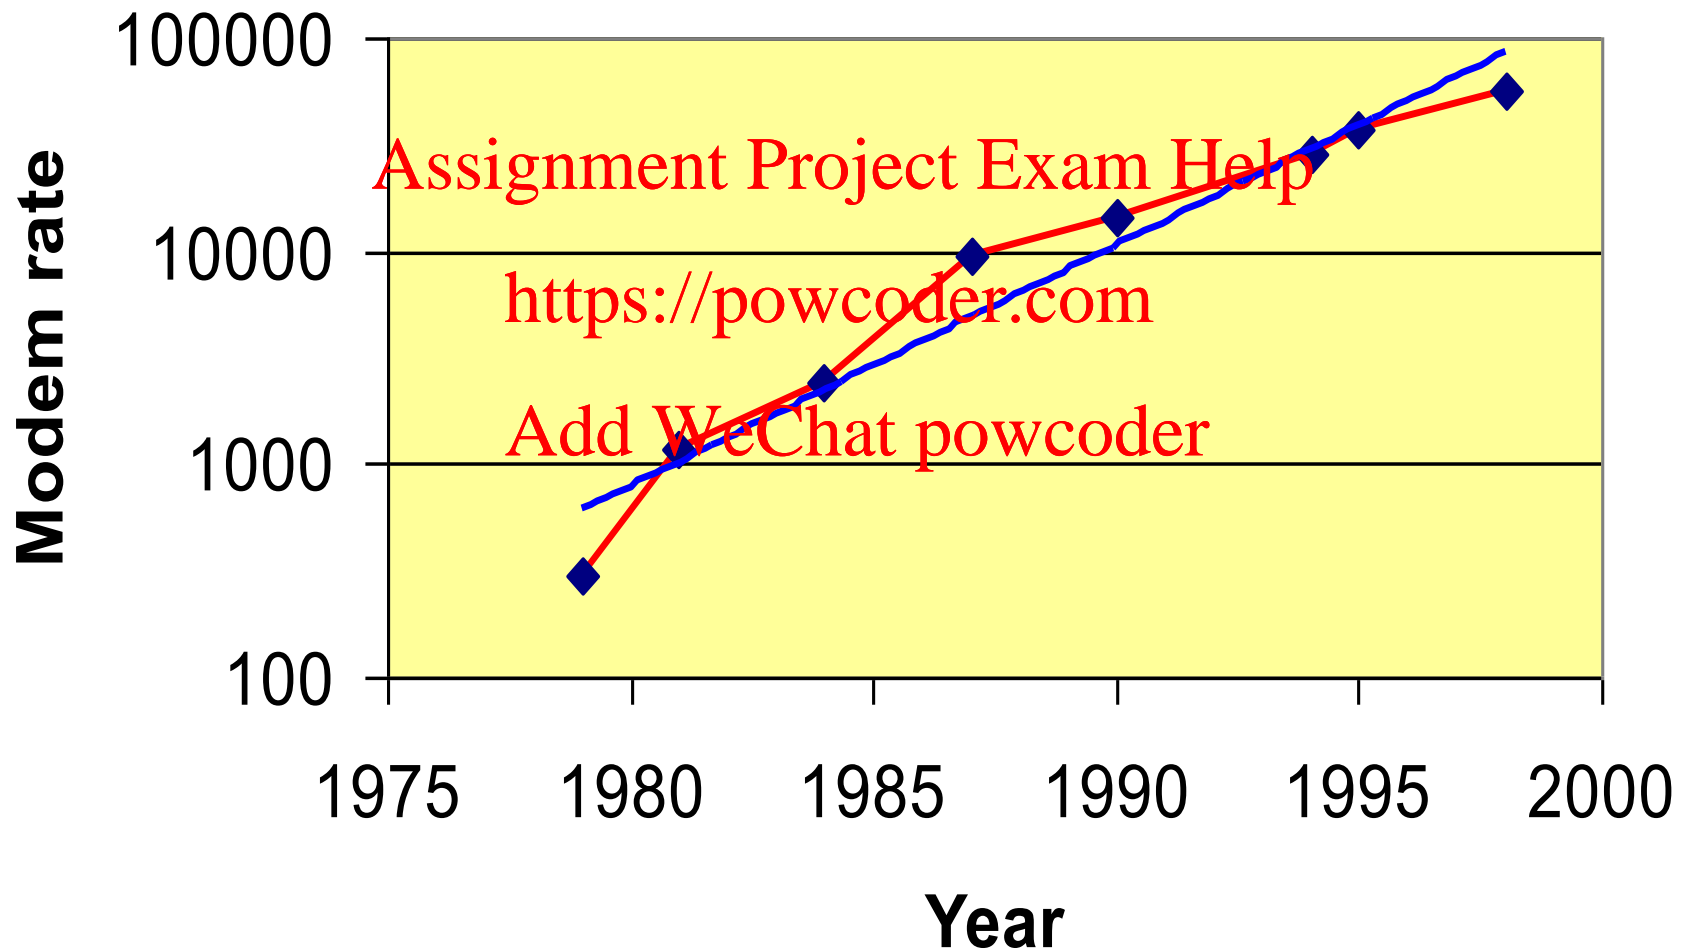 100000
Modem rate
Assignment Project Exam Help
10000
https://powcoder.com
Add WeChat powcoder
1000
100
1975 1980 1985 1990 1995 2000
Year